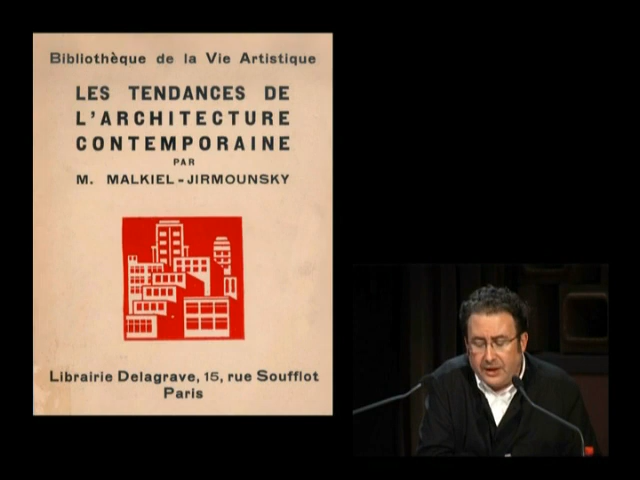 Bibliothèque de la Vie Artistique
LES TENDANCES DE
L'ARCHITECTURE
CONTEMPORAINE
PAR
M. MALKIEL-JIRMOUNSKY
Librairie Delagrave, 15, rue Soufflot
Paris